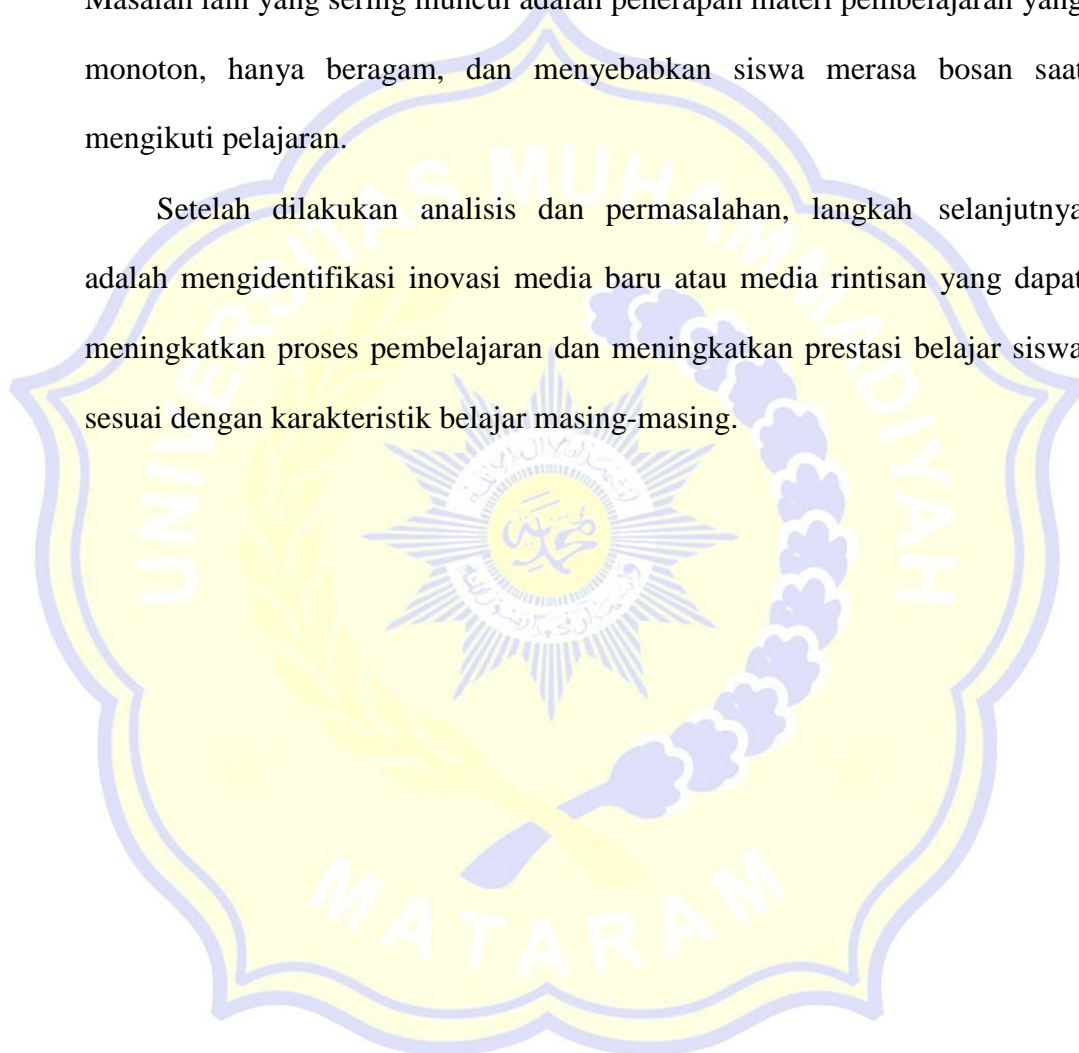 Masalah lain yang sering muncul adalah penerapan materi pembelajaran yang
monoton, hanya beragam, dan menyebabkan siswa merasa bosan saat
mengikuti pelajaran.
Setelah dilakukan analisis dan permasalahan, langkah selanjutnya
adalah mengidentifikasi inovasi media baru atau media rintisan yang dapat
meningkatkan proses pembelajaran dan meningkatkan prestasi belajar siswa
sesuai dengan karakteristik belajar masing-masing.
UNIVERSITAS MUHAMMADIYAH
محمدية
MATARAM